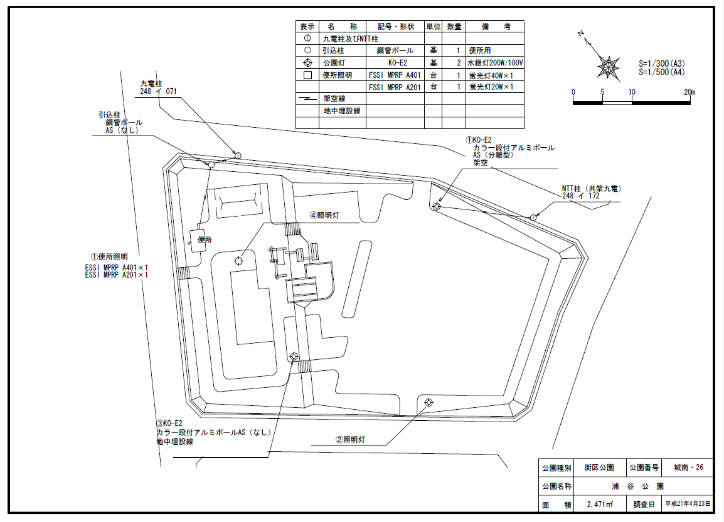 表示 名 称 記号・形状 単位 数量 備 考
九電柱及びNTT柱
引込柱 鋼管ポール 基 1 便所用
公園灯 KO-E2 基 2 水銀灯200W/100V
便所照明 FSSI MPRP A401 台 1 蛍光灯40W×1
FSSI MPRP A201 台 1 蛍光灯20W×1
架空線
地中埋設線
N
S=1/300(A3)
S=1/500(A4)
0 5 10 20m
九電柱
248 イ 071
引込柱
鋼管ポール
AS(なし)
①KO-E2
カラー段付アルミポール
AS(分離型)
架空
NTT柱(共架九電)
248 イ 172
④照明灯
便所
①便所照明
ESSI MPRP A401×1
ESSI MPRP A201×1
③KO-E2
カラー段付アルミポールAS(なし)
地中埋設線
②照明灯
公園種別 街区公園 公園番号 城南・26
公園名称 浦 谷 公 園
面 積 2,471㎡ 調査日 平成21年4月23日